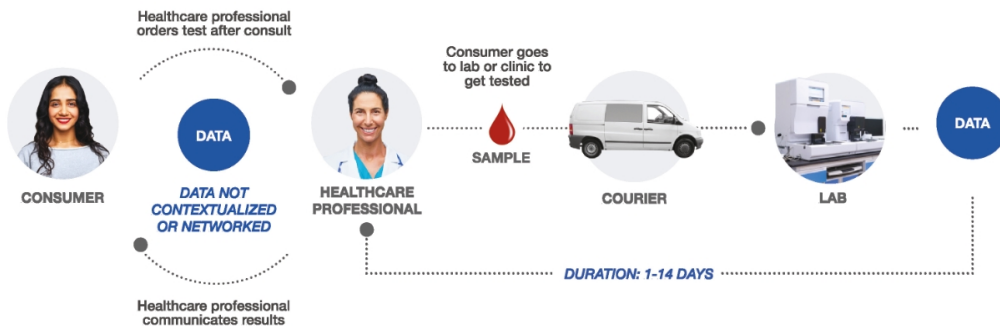 Healthcare professional
orders test after consult
DATA
DATA NOT
CONTEXTUALIZED
OR NETWORKED
CONSUMER
Healthcare professional
communicates results
HEALTHCARE
PROFESSIONAL
Consumer goes
to lab or clinic to
get tested
SAMPLE
COURIER
LAB
DATA
DURATION: 1-14 DAYS